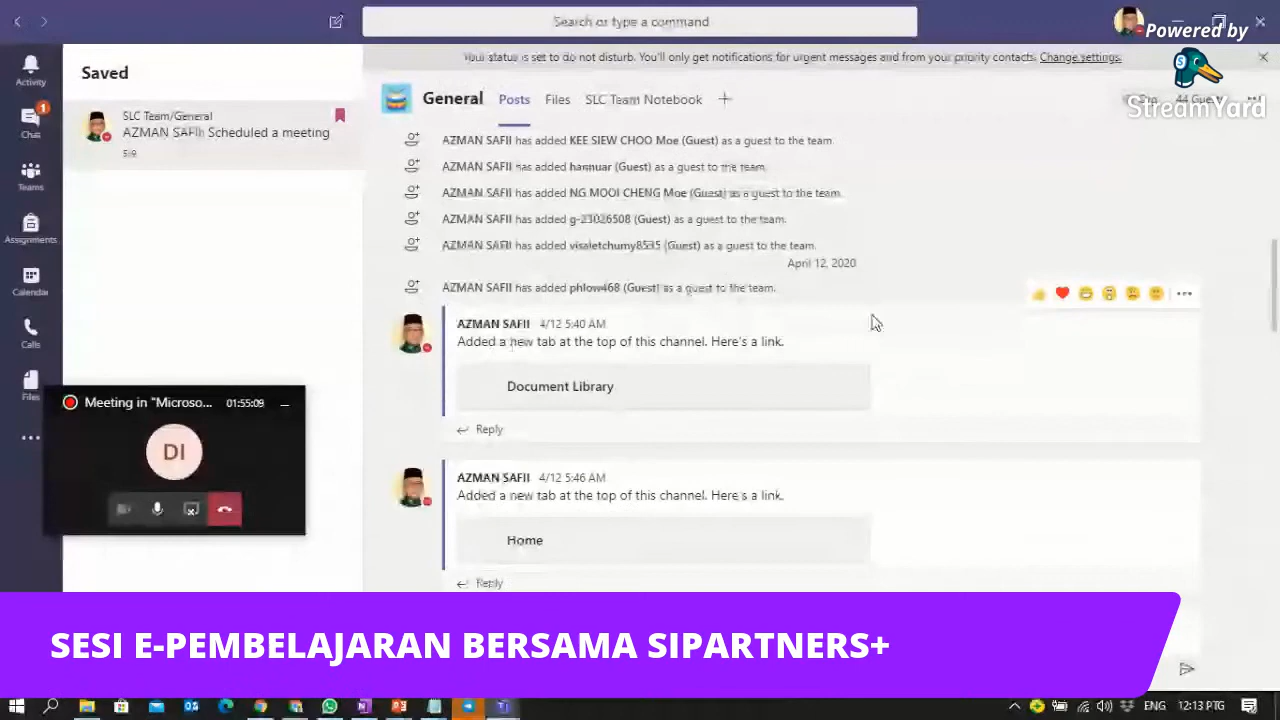 Search or type a command
Powered by
StreamYard
Activity
Chat
1
Teams
Assignments
Calendar
Calls
Files
Saved
SLC Team/General
AZMAN SAFII Scheduled a meeting
5/9
Your status is set to do not disturb. You'll only get notifications for urgent messages and from your priority contacts. Change settings.
General Posts Files SLC Team Notebook
AZMAN SAFII has added KEE SIEW CHOO Moe (Guest) as a guest to the team.
AZMAN SAFII has added hasnuar (Guest) as a guest to the team.
AZMAN SAFII has added NG MOOI CHENG Moe (Guest) as a guest to the team.
AZMAN SAFII has added g-23026508 (Guest) as a guest to the team.
AZMAN SAFII has added visaletchumy8535 (Guest) as a guest to the team.
April 12, 2020
AZMAN SAFII has added phlow468 (Guest) as a guest to the team.
AZMAN SAFII 4/12 5:40 AM
Added a new tab at the top of this channel. Here's a link.
Document Library
Reply
AZMAN SAFII 4/12 5:46 AM
Added a new tab at the top of this channel. Here's a link.
Home
Reply
Meeting in "Microso... 01:55:09
DI
SESI E-PEMBELAJARAN BERSAMA SIPARTNERS+
12:13 PTG